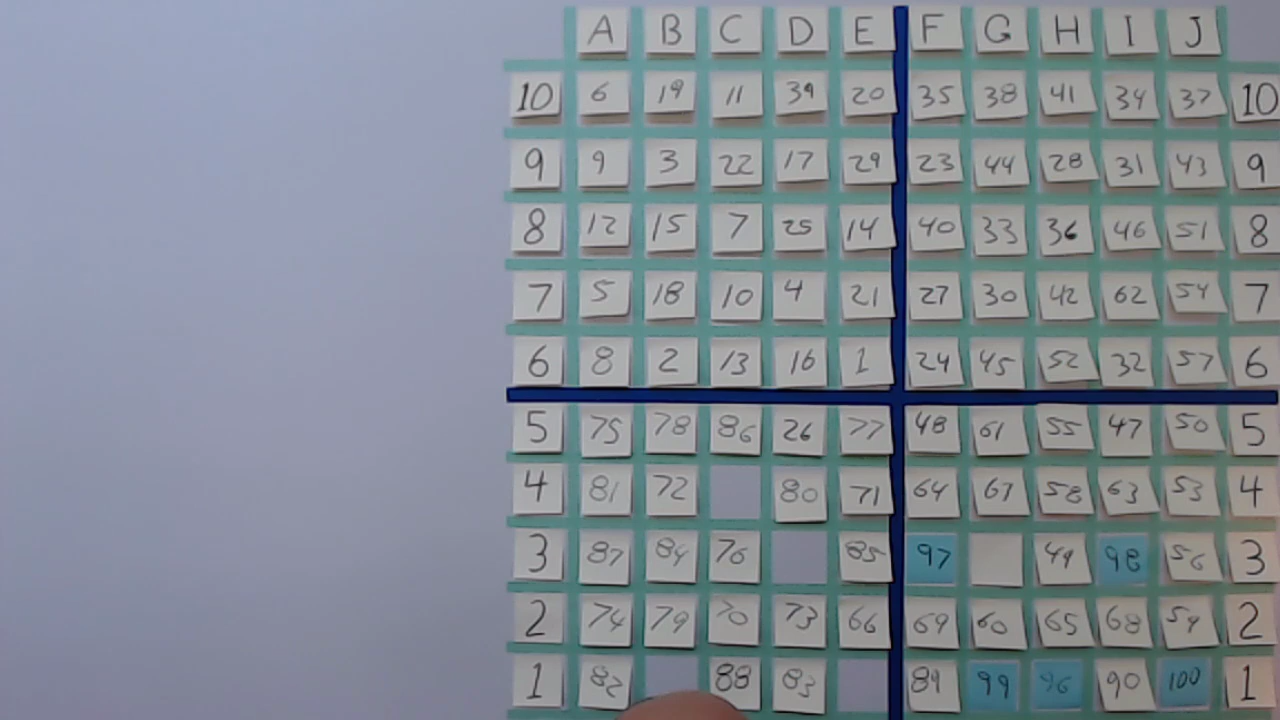 A B C D E F G H I J
10 6 19 11 39 20 35 38 41 34 37 10
9 9 3 22 17 29 23 44 28 31 43 9
8 12 15 7 25 14 40 33 36 46 51 8
7 5 18 10 4 21 27 30 42 62 54 7
6 8 2 13 16 1 24 45 52 32 57 6
5 75 78 86 26 77 48 61 55 47 50 5
4 81 72 80 71 64 67 58 63 53 4
3 87 84 76 85 97 49 98 56 3
2 74 79 70 73 66 69 60 65 68 59 2
1 82 88 83 89 99 96 90 100 1